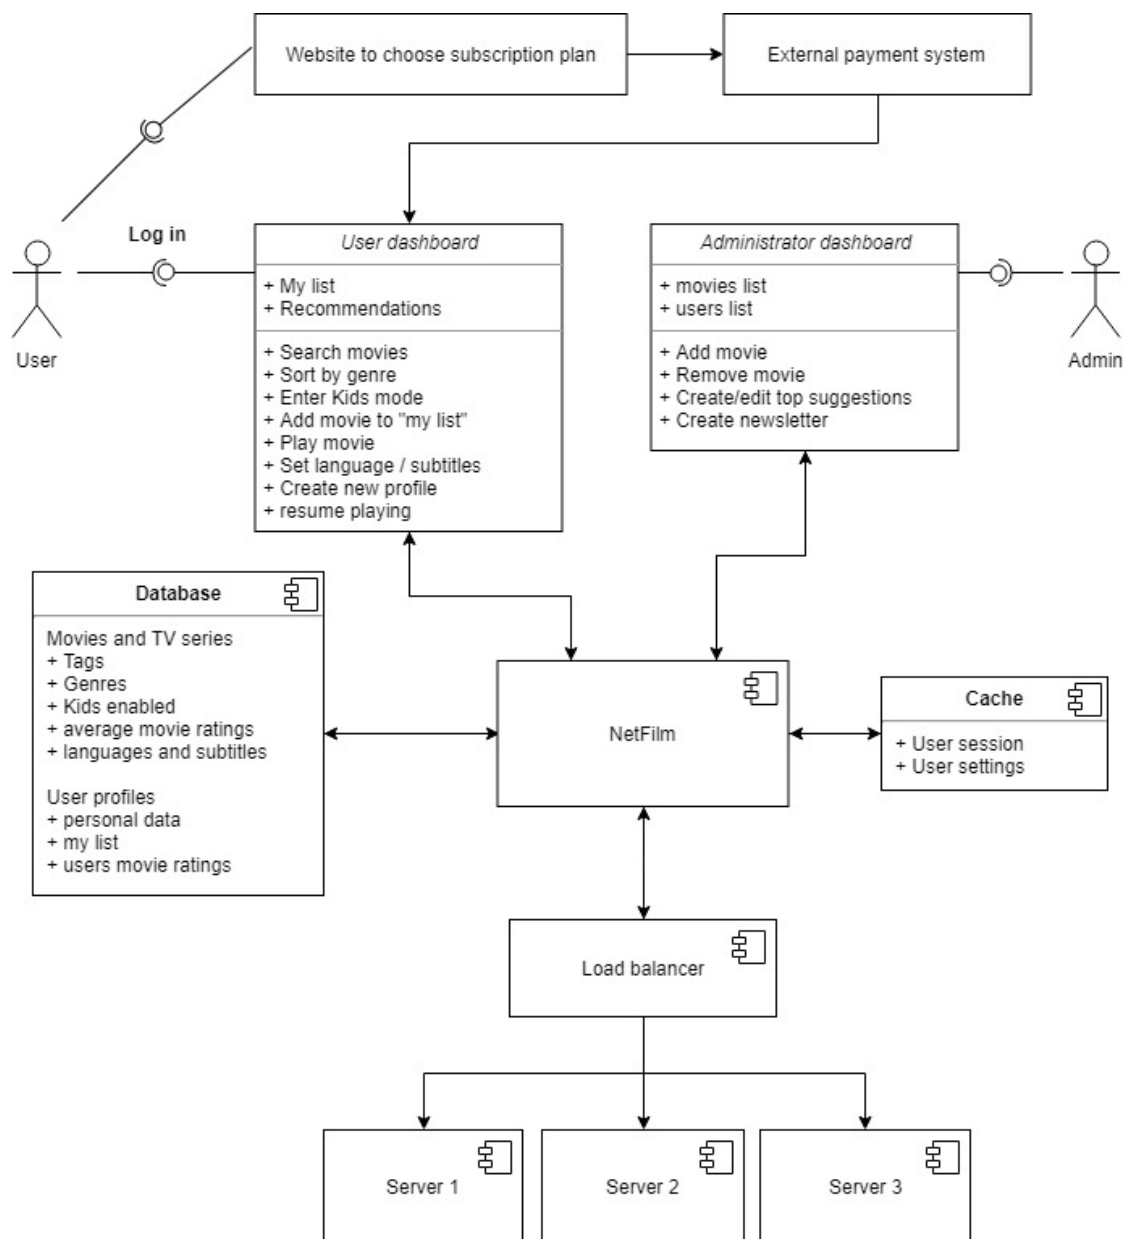 Website to choose subscription plan
External payment system
Log in
User
User dashboard
+ My list
+ Recommendations
+ Search movies
+ Sort by genre
+ Enter Kids mode
+ Add movie to "my list"
+ Play movie
+ Set language / subtitles
+ Create new profile
+ resume playing
Administrator dashboard
+ movies list
+ users list
+ Add movie
+ Remove movie
+ Create/edit top suggestions
+ Create newsletter
Admin
Database
Movies and TV series
+ Tags
+ Genres
+ Kids enabled
+ average movie ratings
+ languages and subtitles
User profiles
+ personal data
+ my list
+ users movie ratings
NetFilm
Cache
+ User session
+ User settings
Load balancer
Server 1
Server 2
Server 3